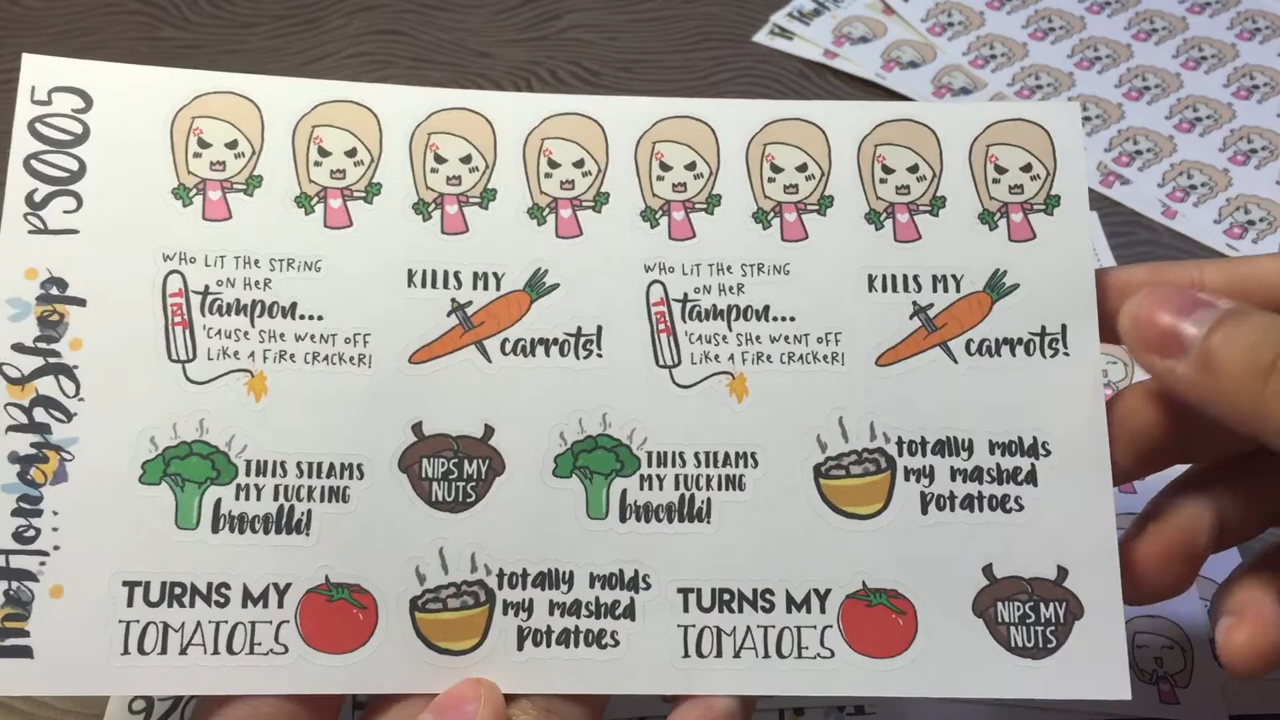 PS005
TheHoneyBShop
WHO LIT THE STRING
ON HER
tampon...
'CAUSE SHE WENT OFF
LIKE A FIRE CRACKER!
TNT
KILLS MY
carrots!
WHO LIT THE STRING
ON HER
tampon...
'CAUSE SHE WENT OFF
LIKE A FIRE CRACKER!
TNT
KILLS MY
carrots!
THIS STEAMS
MY FUCKING
brocolli!
NIPS MY
NUTS
THIS STEAMS
MY FUCKING
brocolli!
totally molds
my mashed
potatoes
TURNS MY
TOMATOES
totally molds
my mashed
potatoes
TURNS MY
TOMATOES
NIPS MY
NUTS